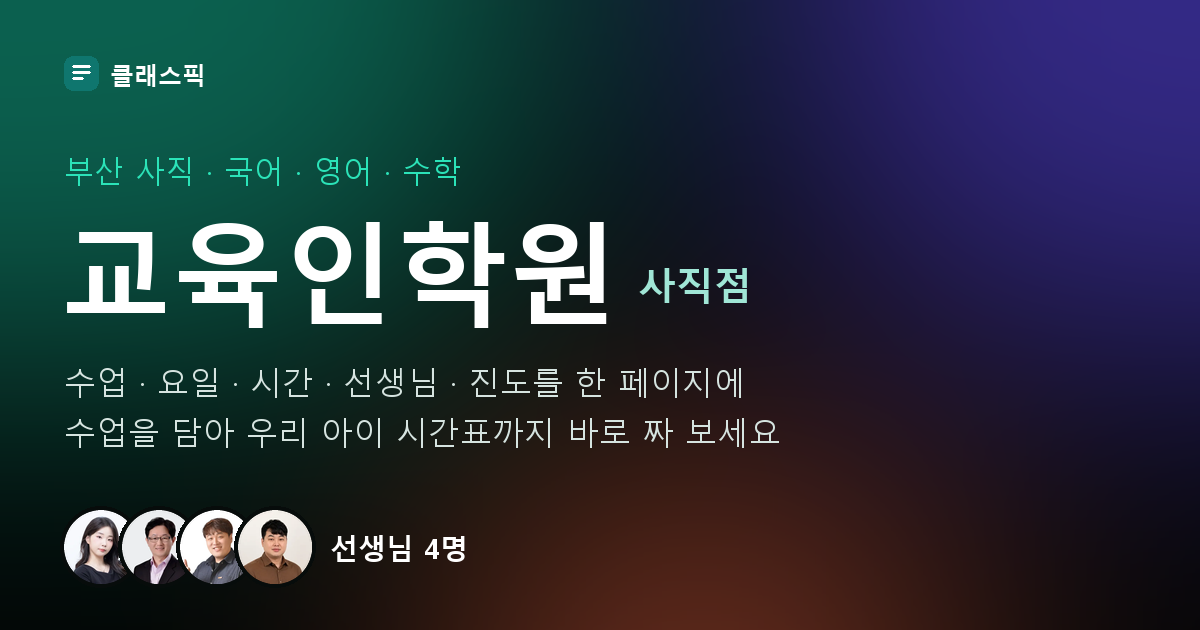 클래스픽
부산 사직 · 국어 · 영어 · 수학
교육인학원 사직점
수업 · 요일 · 시간 · 선생님 · 진도를 한 페이지에
수업을 담아 우리 아이 시간표까지 바로 짜 보세요
선생님 4명